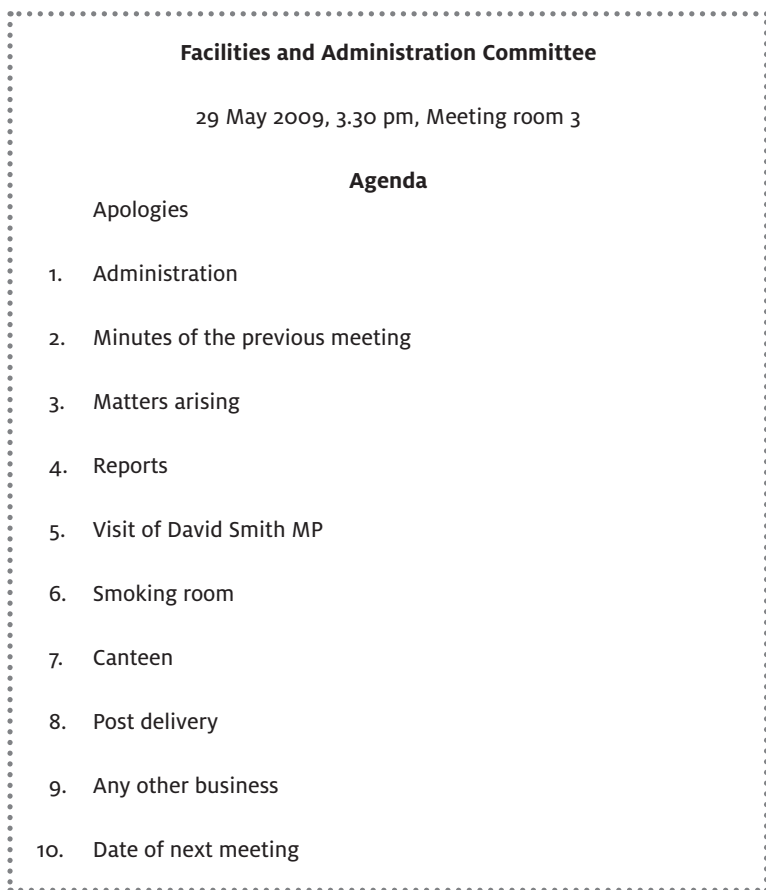 Facilities and Administration Committee
29 May 2009, 3.30 pm, Meeting room 3
Agenda
Apologies
1. Administration
2. Minutes of the previous meeting
3. Matters arising
4. Reports
5. Visit of David Smith MP
6. Smoking room
7. Canteen
8. Post delivery
9. Any other business
10. Date of next meeting